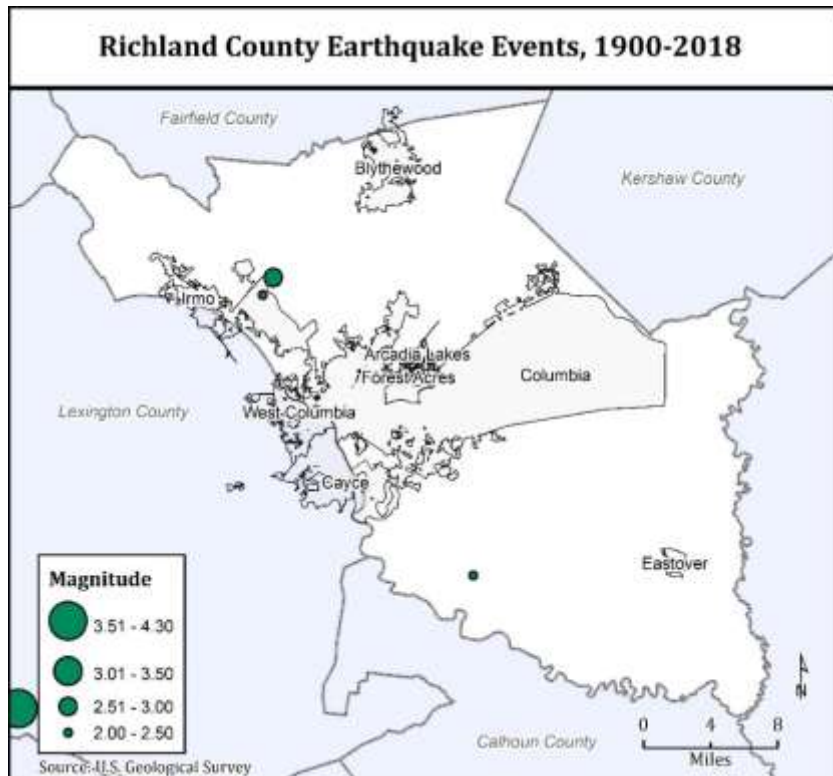 Richland County Earthquake Events, 1900-2018
Fairfield County
Blythewood
Kershaw County
Irmo
Arcadia Lakes
Forest Acres
Columbia
Lexington County
West Columbia
Cayce
Eastover
Magnitude
3.51 - 4.30
3.01 - 3.50
2.51 - 3.00
2.00 - 2.50
N
0 4 8
Miles
Calhoun County
Source: U.S. Geological Survey